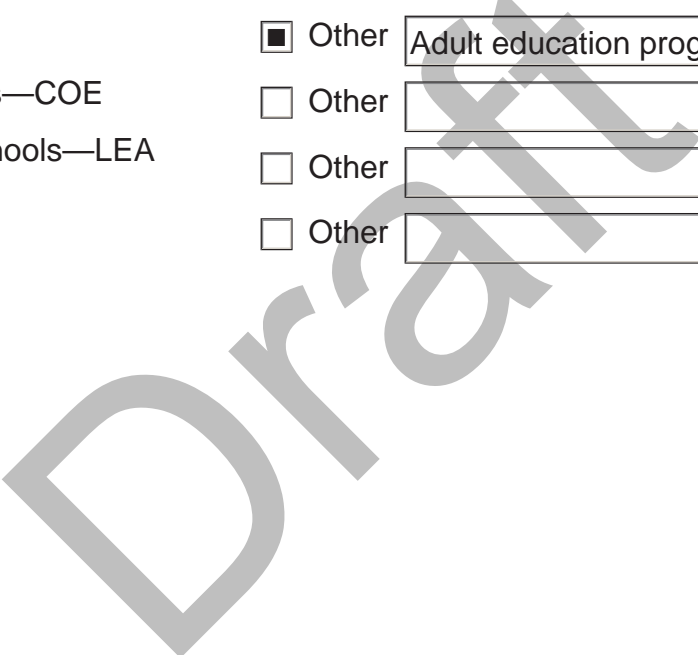 Other Adult education prog
s—COE
Other
hools—LEA
Other
Other
Draft